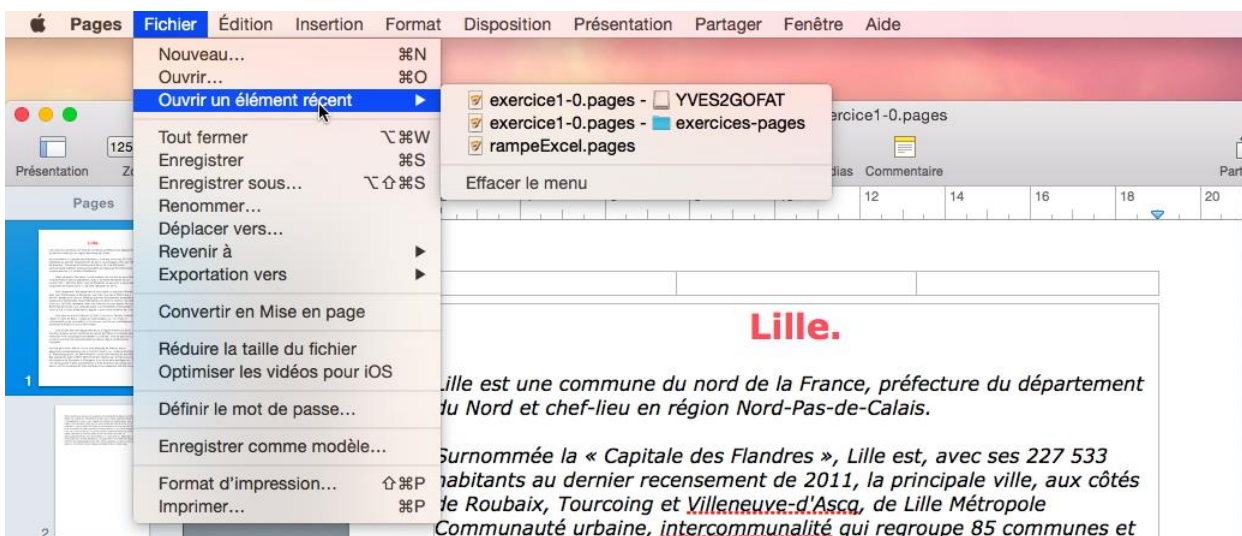 Pages Fichier Édition Insertion Format Disposition Présentation Partager Fenêtre Aide
Nouveau... ⌘N
Ouvrir... ⌘O
Ouvrir un élément récent ▶
Tout fermer ⌥⌘W
Enregistrer ⌘S
Enregistrer sous... ⌥⇧⌘S
Renommer...
Déplacer vers...
Revenir à ▶
Exportation vers ▶
Convertir en Mise en page
Réduire la taille du fichier
Optimiser les vidéos pour iOS
Définir le mot de passe...
Enregistrer comme modèle...
Format d'impression... ⇧⌘P
Imprimer... ⌘P
exercice1-0.pages - YVES2GOFAT
exercice1-0.pages - exercices-pages
rampeExcel.pages
Effacer le menu
ercice1-0.pages
125
Présentation Zo dias Commentaire Part
Pages
12 14 16 18 20
1
2
Lille.
Lille est une commune du nord de la France, préfecture du département
du Nord et chef-lieu en région Nord-Pas-de-Calais.
Surnommée la « Capitale des Flandres », Lille est, avec ses 227 533
habitants au dernier recensement de 2011, la principale ville, aux côtés
de Roubaix, Tourcoing et Villeneuve-d'Ascq, de Lille Métropole
Communauté urbaine, intercommunalité qui regroupe 85 communes et